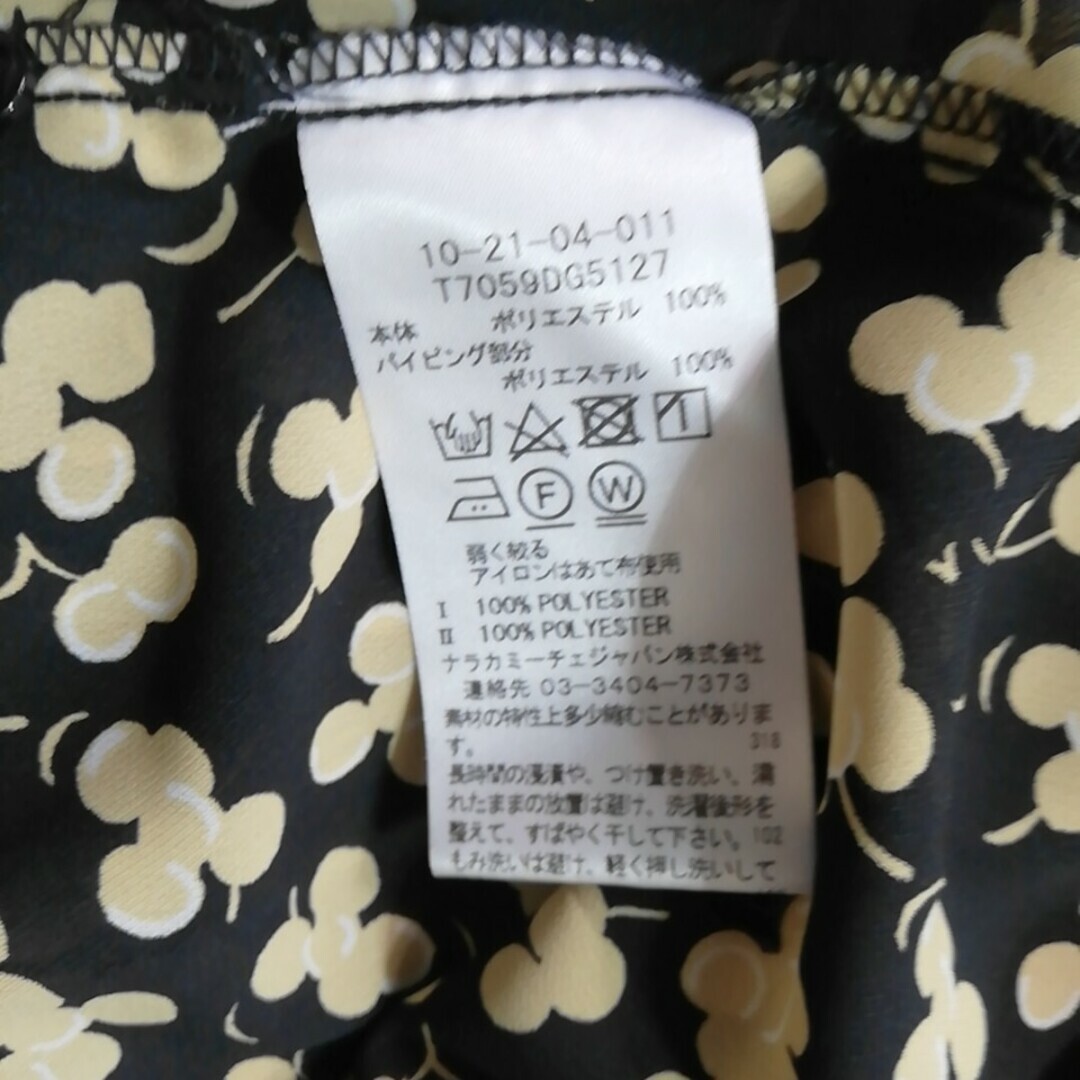 10-21-04-011
T7059DG5127
本体 ポリエステル 100%
パイピング部分
ポリエステル 100%
F W
弱く絞る
アイロンはあて布使用
Ⅰ 100% POLYESTER
Ⅱ 100% POLYESTER
ナラカミーチェジャパン株式会社
連絡先 03-3404-7373
素材の特性上多少縮むことがありま
す。 318
長時間の浸漬や、つけ置き洗い、濡
れたままの放置は避け、洗濯後形を
整えて、すばやく干して下さい。102
もみ洗いは避け、軽く押し洗いして